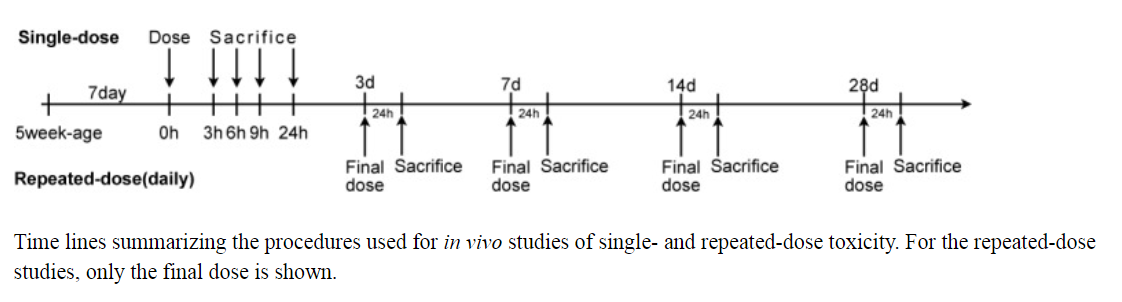 Single-dose Dose Sacrifice
7day 3d 7d 14d 28d
24h 24h 24h 24h
5week-age 0h 3h 6h 9h 24h
Final Sacrifice Final Sacrifice Final Sacrifice Final Sacrifice
Repeated-dose(daily) dose dose dose dose
Time lines summarizing the procedures used for in vivo studies of single- and repeated-dose toxicity. For the repeated-dose
studies, only the final dose is shown.